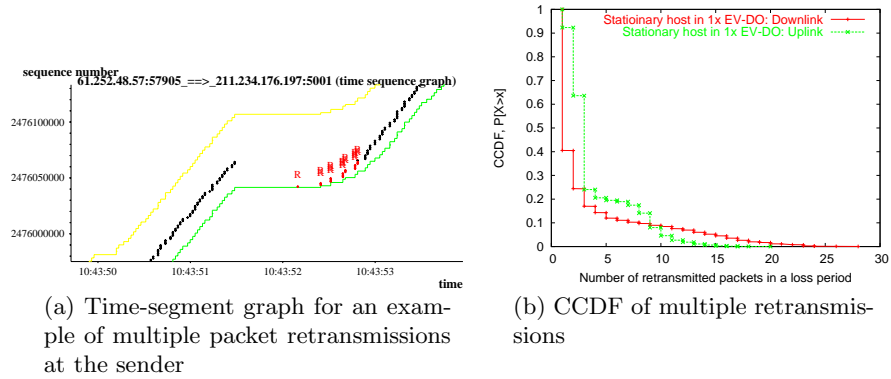 sequence number
61.252.48.57:57905_==>_211.234.176.197:5001 (time sequence graph)
2476100000
2476050000
2476000000
R
10:43:50 10:43:51 10:43:52 10:43:53
time
(a) Time-segment graph for an exam-
ple of multiple packet retransmissions
at the sender
Statioinary host in 1x EV-DO: Downlink
Stationary host in 1x EV-DO: Uplink
CCDF, P[X>x]
1
0.9
0.8
0.7
0.6
0.5
0.4
0.3
0.2
0.1
0
0 5 10 15 20 25 30
Number of retransmitted packets in a loss period
(b) CCDF of multiple retransmis-
sions